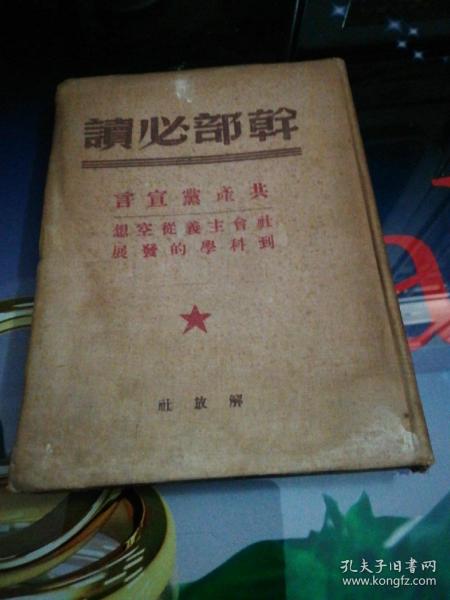 幹部必讀
共產黨宣言
社會主義從空想
到科學的發展
解放社
孔夫子旧书网
www.kongfz.com